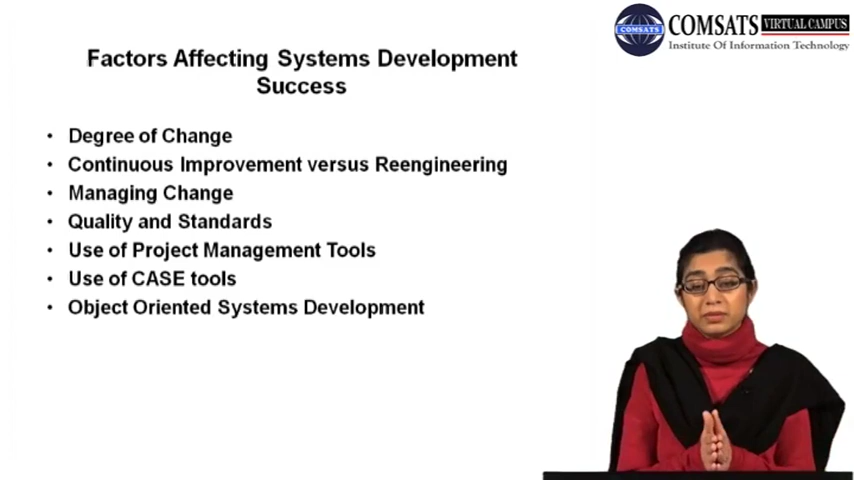 COMSATS VIRTUAL CAMPUS
COMSATS
Institute Of Information Technology
Factors Affecting Systems Development
Success
• Degree of Change
• Continuous Improvement versus Reengineering
• Managing Change
• Quality and Standards
• Use of Project Management Tools
• Use of CASE tools
• Object Oriented Systems Development